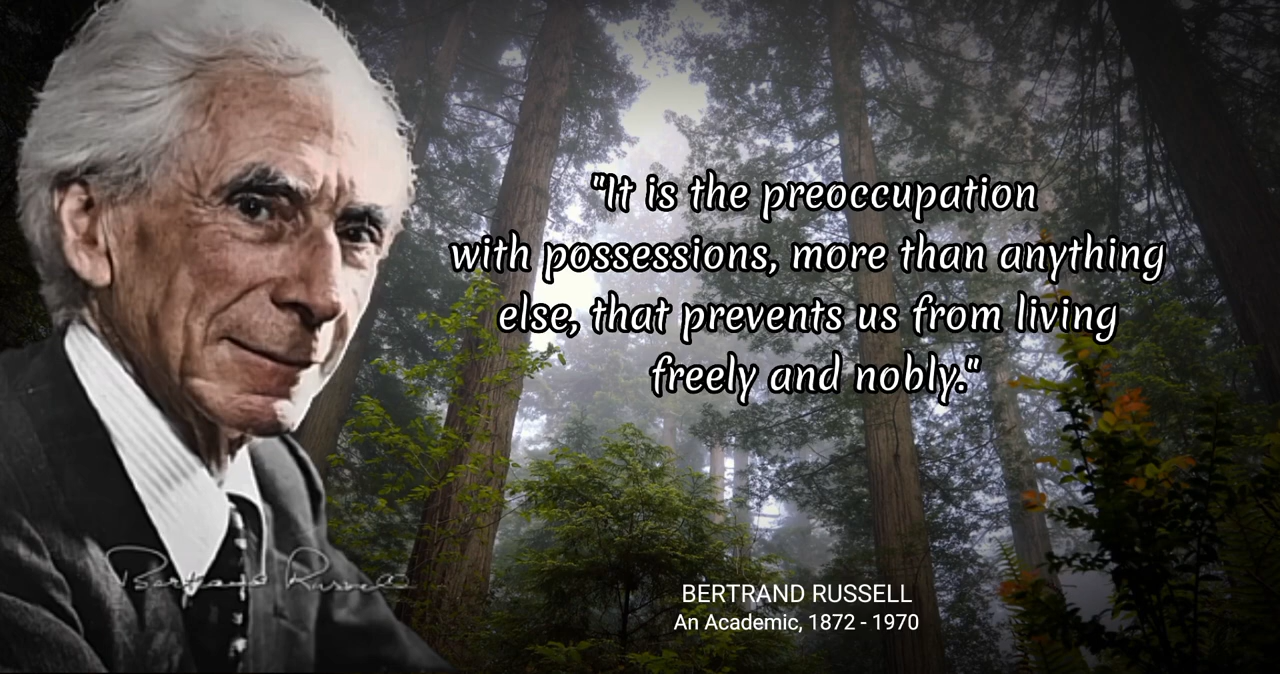 "It is the preoccupation
with possessions, more than anything
else, that prevents us from living
freely and nobly."
Bertrand Russell
BERTRAND RUSSELL
An Academic, 1872 - 1970